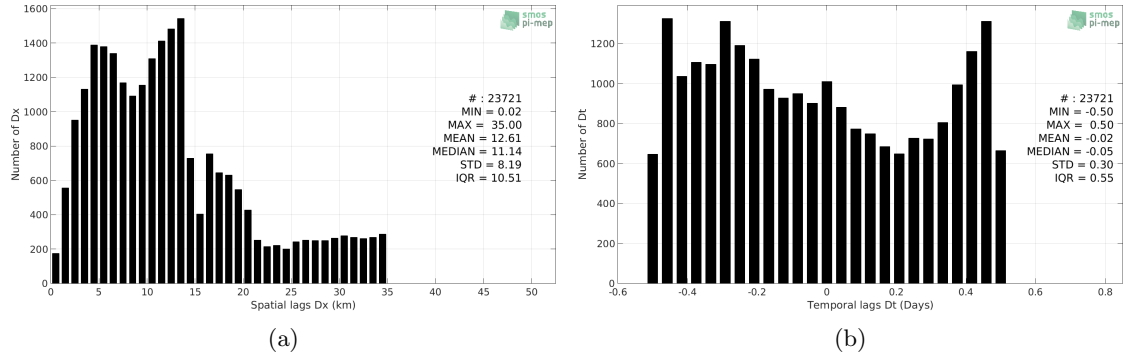 smos
pi-mep
1600
1400
1200
1000
800
600
400
200
0
Number of Dx
# : 23721
MIN = 0.02
MAX = 35.00
MEAN = 12.61
MEDIAN = 11.14
STD = 8.19
IQR = 10.51
0 5 10 15 20 25 30 35 40 45 50
Spatial lags Dx (km)
(a)
smos
pi-mep
1200
1000
800
600
400
200
0
Number of Dt
# : 23721
MIN = -0.50
MAX = 0.50
MEAN = -0.02
MEDIAN = -0.05
STD = 0.30
IQR = 0.55
-0.6 -0.4 -0.2 0 0.2 0.4 0.6 0.8
Temporal lags Dt (Days)
(b)